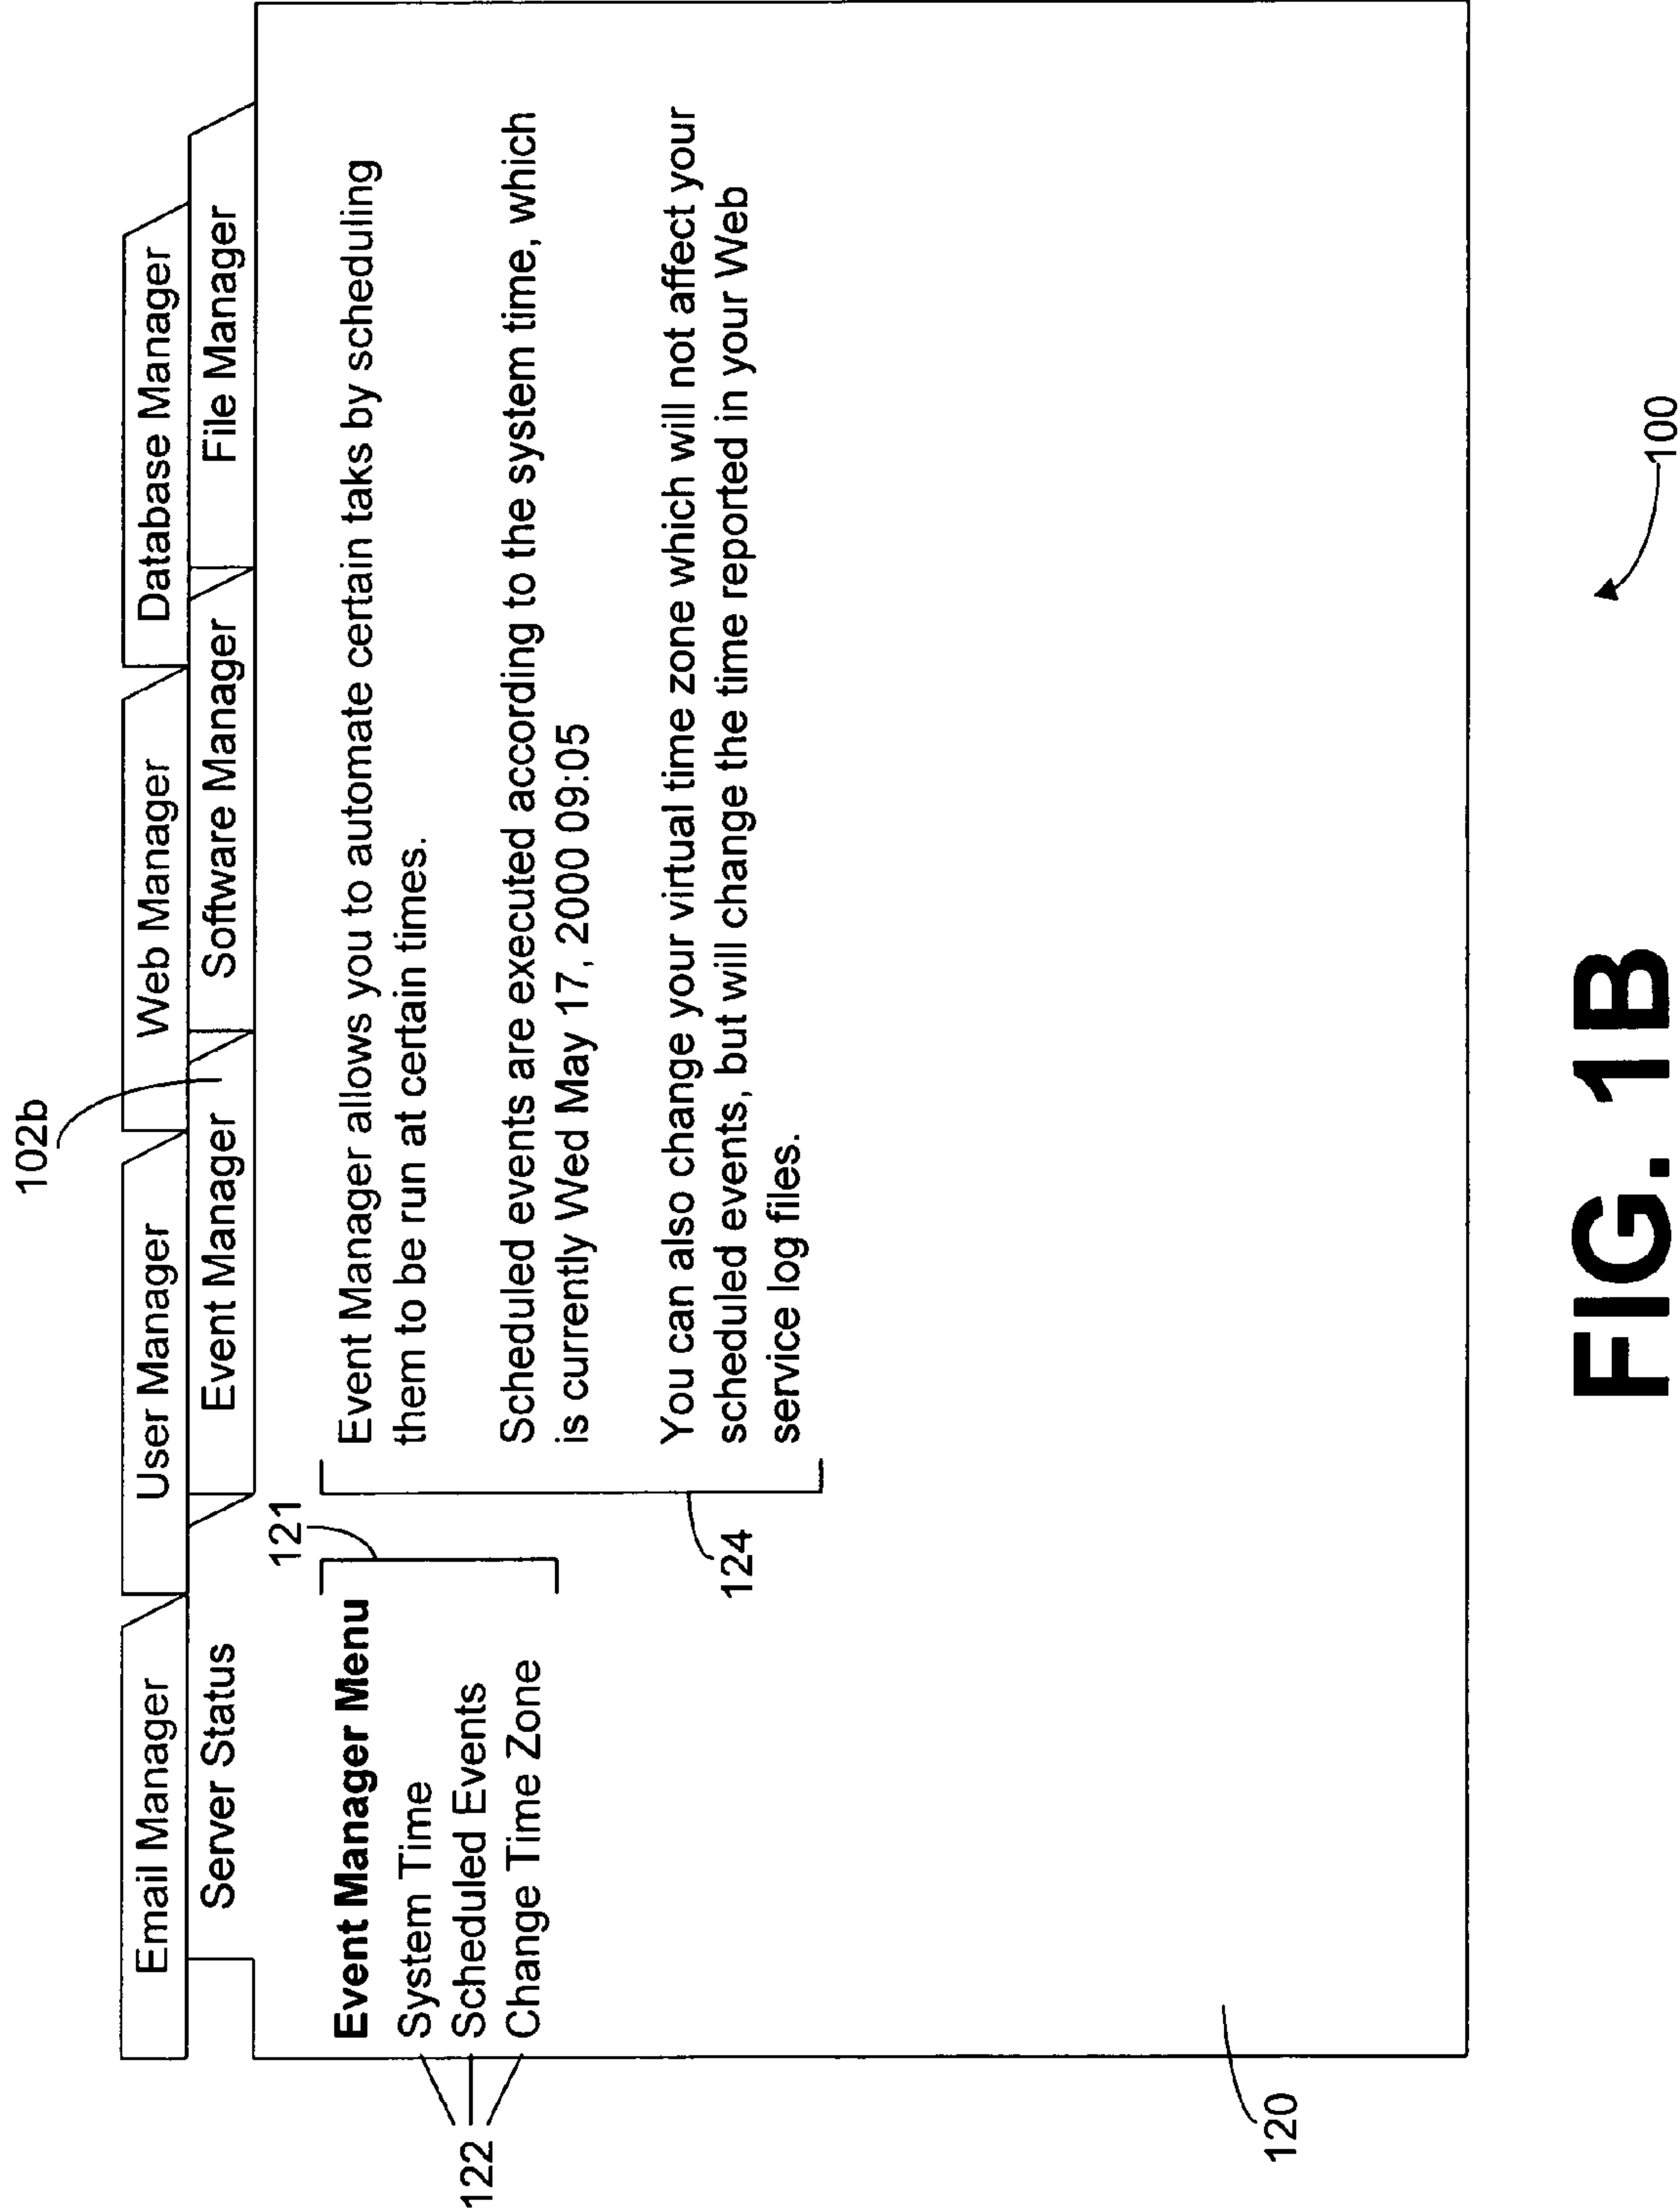 102b
Email Manager
User Manager
Web Manager
Database Manager
Server Status
Event Manager
Software Manager
File Manager
121
Event Manager Menu
System Time
Scheduled Events
Change Time Zone
122
Event Manager allows you to automate certain taks by scheduling
them to be run at certain times.
Scheduled events are executed according to the system time, which
is currently Wed May 17, 2000 09:05
You can also change your virtual time zone which will not affect your
scheduled events, but will change the time reported in your Web
service log files.
124
120
100
FIG. 1B